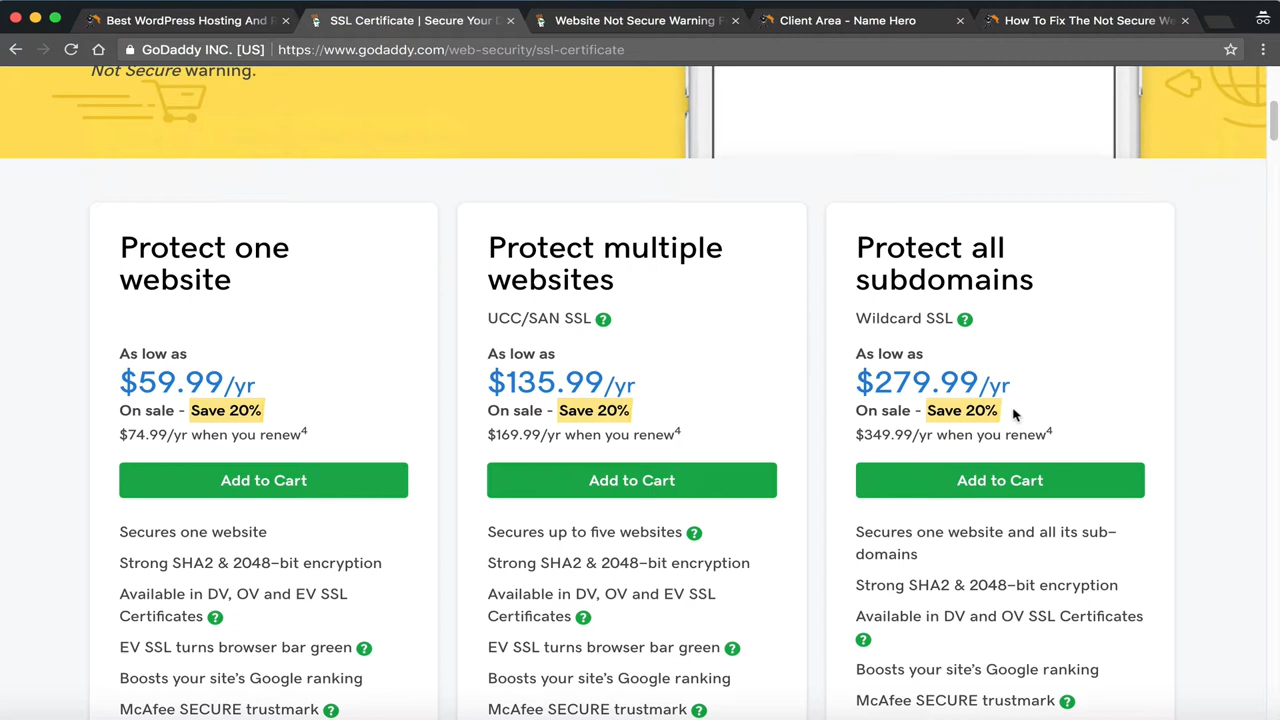 Best WordPress Hosting And R
SSL Certificate | Secure Your D
Website Not Secure Warning F
Client Area - Name Hero
How To Fix The Not Secure We
GoDaddy INC. [US]
https://www.godaddy.com/web-security/ssl-certificate
Not Secure warning.
Protect one
website
As low as
$59.99/yr
On sale - Save 20%
$74.99/yr when you renew4
Add to Cart
Secures one website
Strong SHA2 & 2048-bit encryption
Available in DV, OV and EV SSL
Certificates ?
EV SSL turns browser bar green ?
Boosts your site's Google ranking
McAfee SECURE trustmark ?
Protect multiple
websites
UCC/SAN SSL ?
As low as
$135.99/yr
On sale - Save 20%
$169.99/yr when you renew4
Add to Cart
Secures up to five websites ?
Strong SHA2 & 2048-bit encryption
Available in DV, OV and EV SSL
Certificates ?
EV SSL turns browser bar green ?
Boosts your site's Google ranking
McAfee SECURE trustmark ?
Protect all
subdomains
Wildcard SSL ?
As low as
$279.99/yr
On sale - Save 20%
$349.99/yr when you renew4
Add to Cart
Secures one website and all its sub-
domains
Strong SHA2 & 2048-bit encryption
Available in DV and OV SSL Certificates
?
Boosts your site's Google ranking
McAfee SECURE trustmark ?